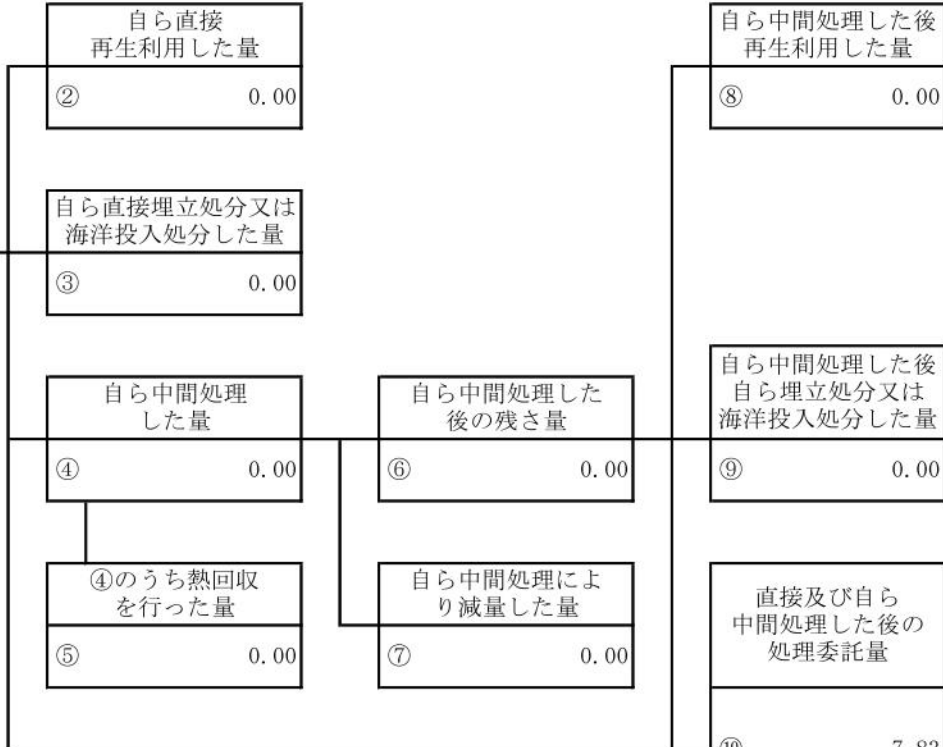 自ら直接
再生利用した量
② 0.00
自ら中間処理した後
再生利用した量
⑧ 0.00
自ら直接埋立処分又は
海洋投入処分した量
③ 0.00
自ら中間処理
した量
④ 0.00
自ら中間処理した
後の残さ量
⑥ 0.00
自ら中間処理した後
自ら埋立処分又は
海洋投入処分した量
⑨ 0.00
④のうち熱回収
を行った量
⑤ 0.00
自ら中間処理によ
り減量した量
⑦ 0.00
直接及び自ら
中間処理した後の
処理委託量
⑩